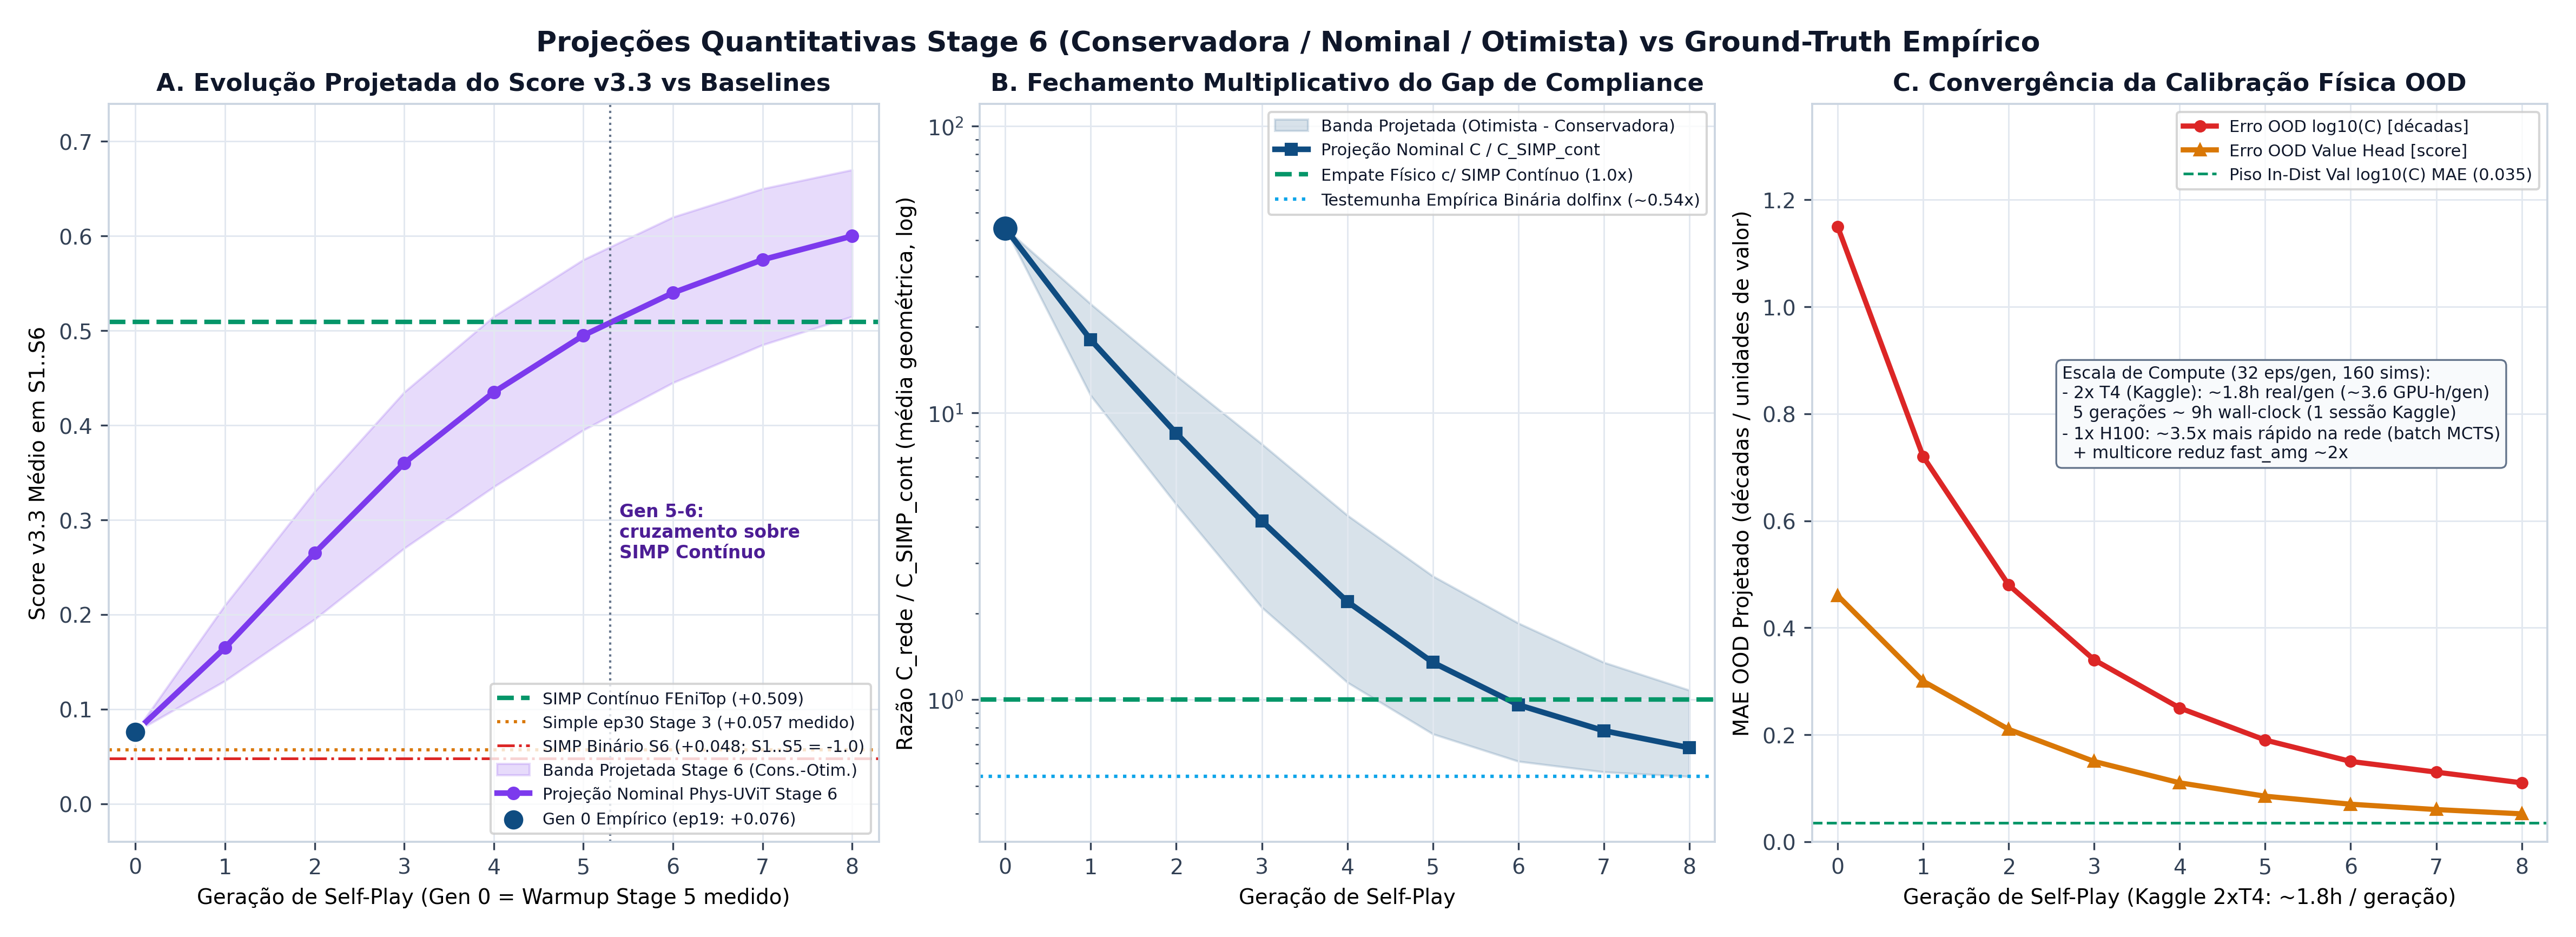 Projeções Quantitativas Stage 6 (Conservadora / Nominal / Otimista) vs Ground-Truth Empírico
A. Evolução Projetada do Score v3.3 vs Baselines
Score v3.3 Médio em S1..S6
0.7
0.6
0.5
0.4
0.3
0.2
0.1
0.0
Gen 5-6:
cruzamento sobre
SIMP Contínuo
SIMP Contínuo FEniTop (+0.509)
Simple ep30 Stage 3 (+0.057 medido)
SIMP Binário S6 (+0.048; S1..S5 = -1.0)
Banda Projetada Stage 6 (Cons.-Otim.)
Projeção Nominal Phys-UViT Stage 6
Gen 0 Empírico (ep19: +0.076)
0 1 2 3 4 5 6 7 8
Geração de Self-Play (Gen 0 = Warmup Stage 5 medido)
B. Fechamento Multiplicativo do Gap de Compliance
Razão C_rede / C_SIMP_cont (média geométrica, log)
10²
10¹
10⁰
Banda Projetada (Otimista - Conservadora)
Projeção Nominal C / C_SIMP_cont
Empate Físico c/ SIMP Contínuo (1.0x)
Testemunha Empírica Binária dolfinx (~0.54x)
0 1 2 3 4 5 6 7 8
Geração de Self-Play
C. Convergência da Calibração Física OOD
MAE OOD Projetado (décadas / unidades de valor)
1.2
1.0
0.8
0.6
0.4
0.2
0.0
Erro OOD log10(C) [décadas]
Erro OOD Value Head [score]
Piso In-Dist Val log10(C) MAE (0.035)
Escala de Compute (32 eps/gen, 160 sims):
- 2x T4 (Kaggle): ~1.8h real/gen (~3.6 GPU-h/gen)
5 gerações ~ 9h wall-clock (1 sessão Kaggle)
- 1x H100: ~3.5x mais rápido na rede (batch MCTS)
+ multicore reduz fast_amg ~2x
0 1 2 3 4 5 6 7 8
Geração de Self-Play (Kaggle 2xT4: ~1.8h / geração)